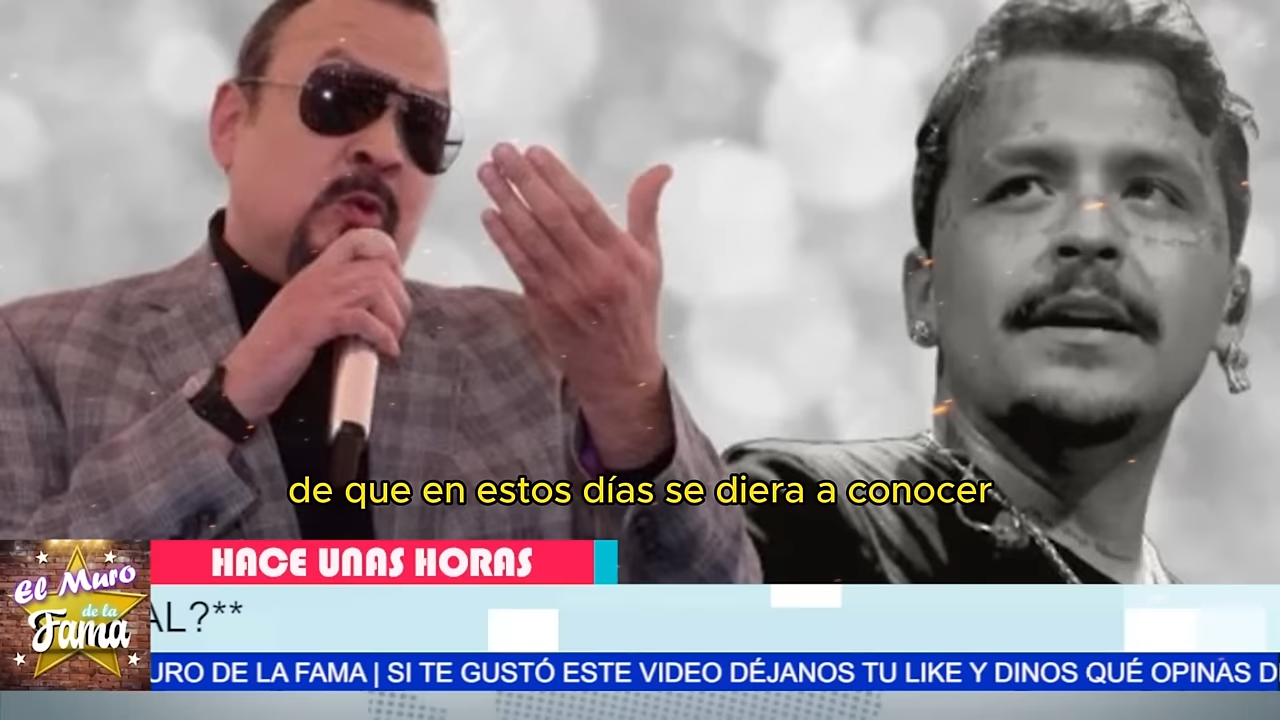 de que en estos días se diera a conocer
HACE UNAS HORAS
El Muro
de la
Fama
AL?**
URO DE LA FAMA | SI TE GUSTÓ ESTE VIDEO DÉJANOS TU LIKE Y DINOS QUÉ OPINAS D